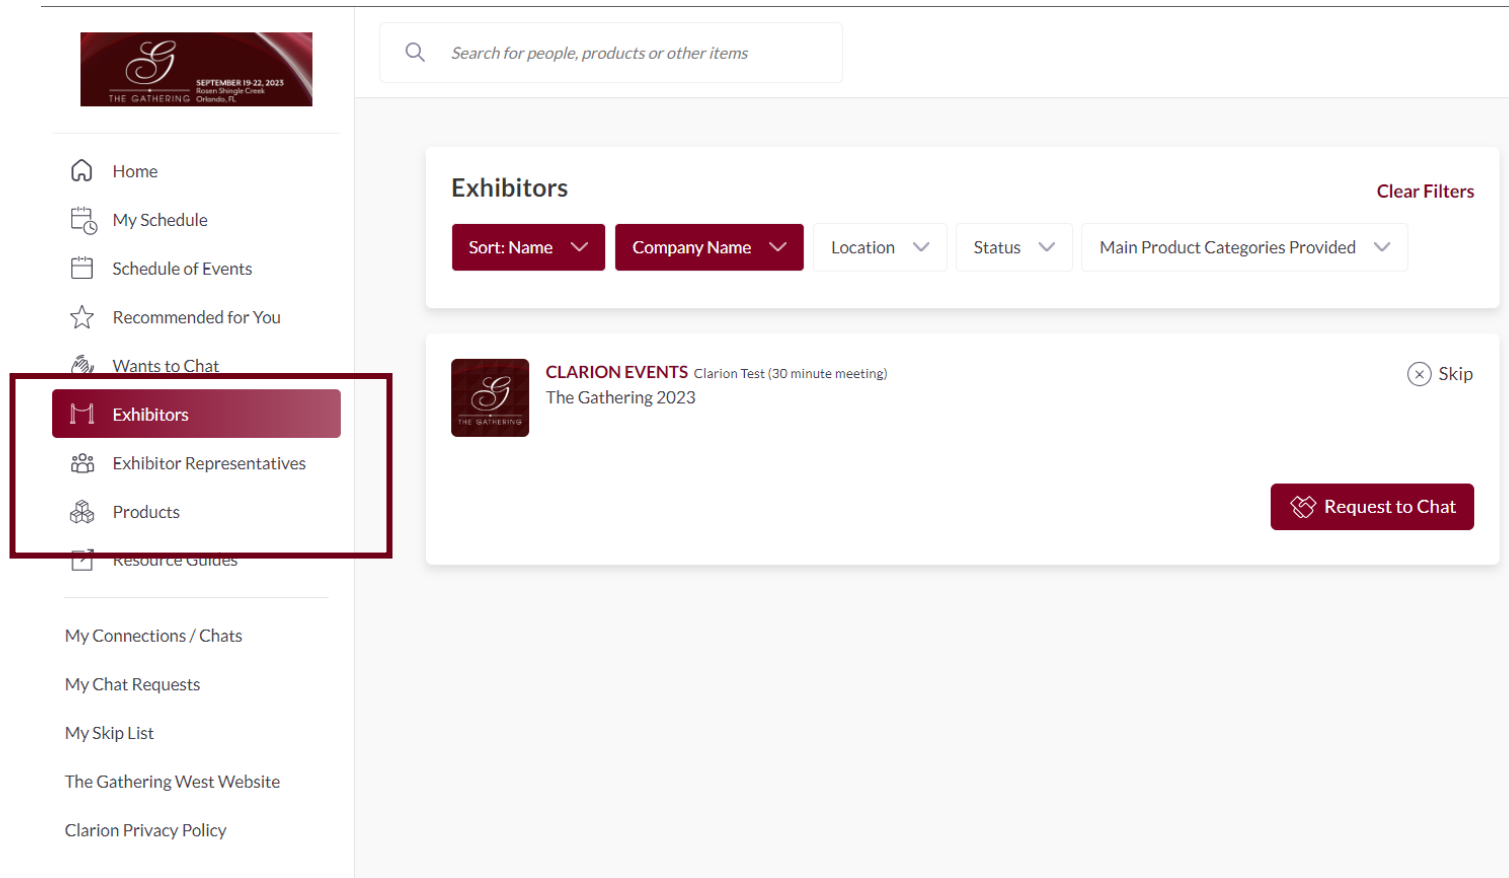 SEPTEMBER 19-22, 2023
Rosen Shingle Creek
THE GATHERING Orlando, FL
Search for people, products or other items
Home
My Schedule
Schedule of Events
Recommended for You
Wants to Chat
Exhibitors
Exhibitor Representatives
Products
Resource Guides
My Connections / Chats
My Chat Requests
My Skip List
The Gathering West Website
Clarion Privacy Policy
Exhibitors
Clear Filters
Sort: Name
Company Name
Location
Status
Main Product Categories Provided
CLARION EVENTS Clarion Test (30 minute meeting)
The Gathering 2023
THE GATHERING
Skip
Request to Chat